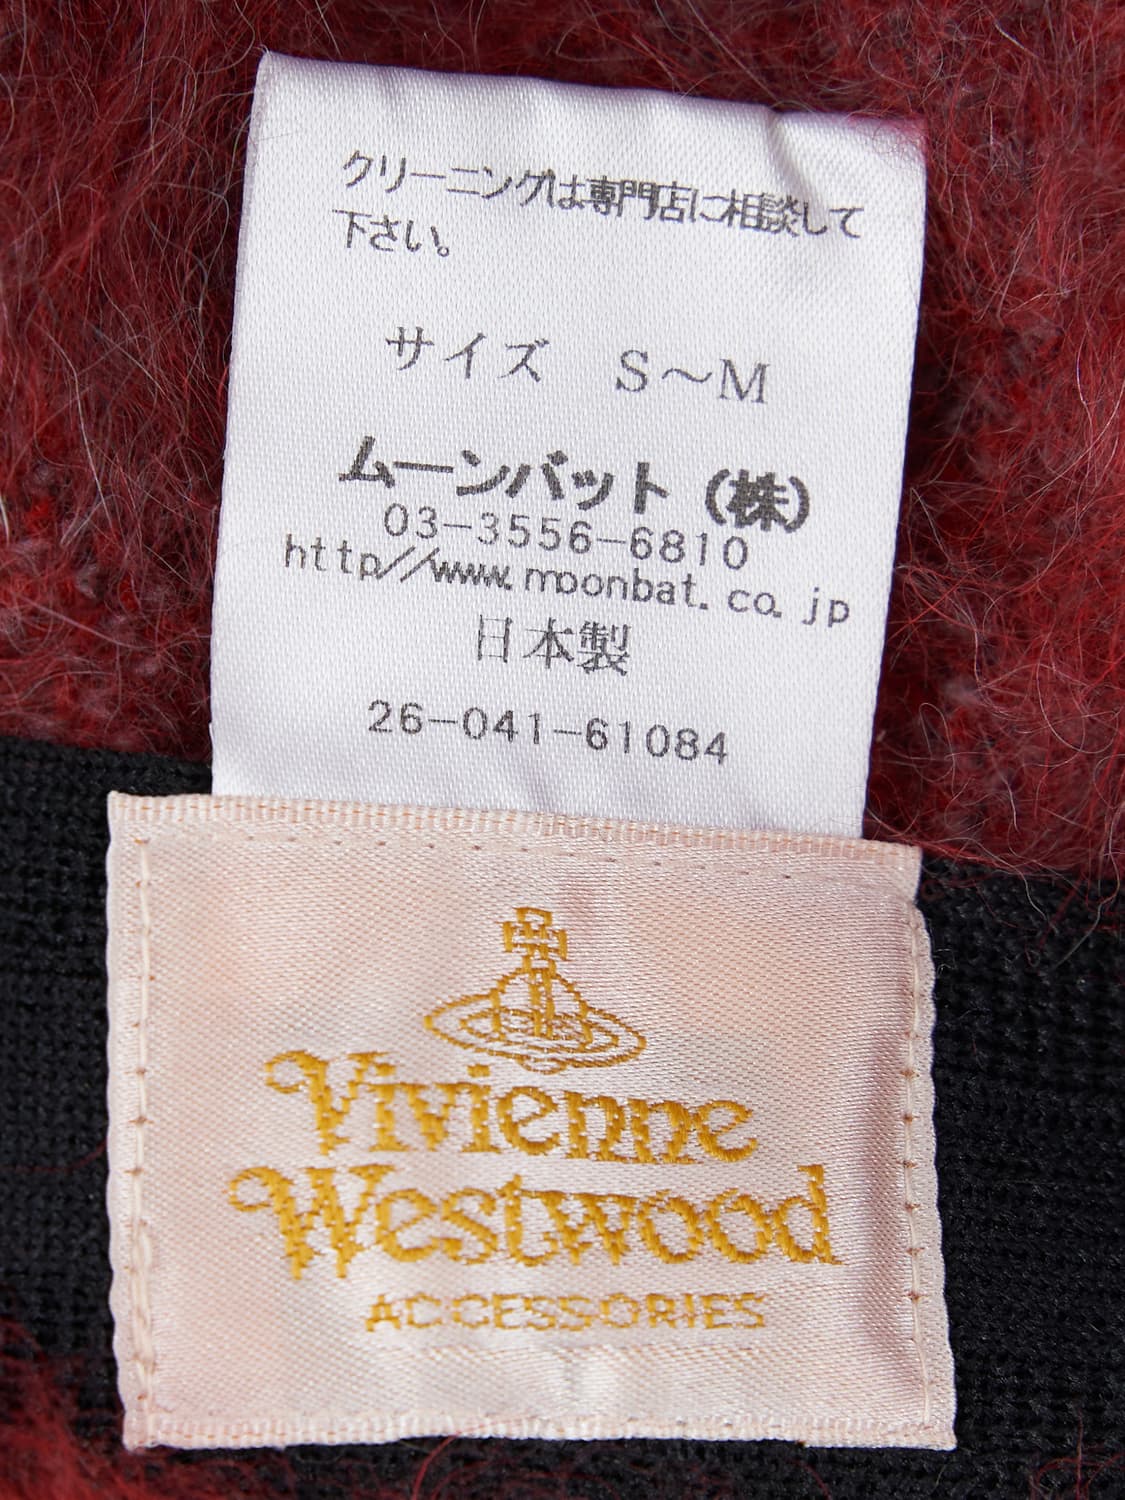 クリーニングは専門店に相談して
下さい。
サイズ　S～M
ムーンバット（株）
03-3556-6810
http//www.moonbat.co.jp
日本製
26-041-61084
Vivienne
Westwood
ACCESSORIES